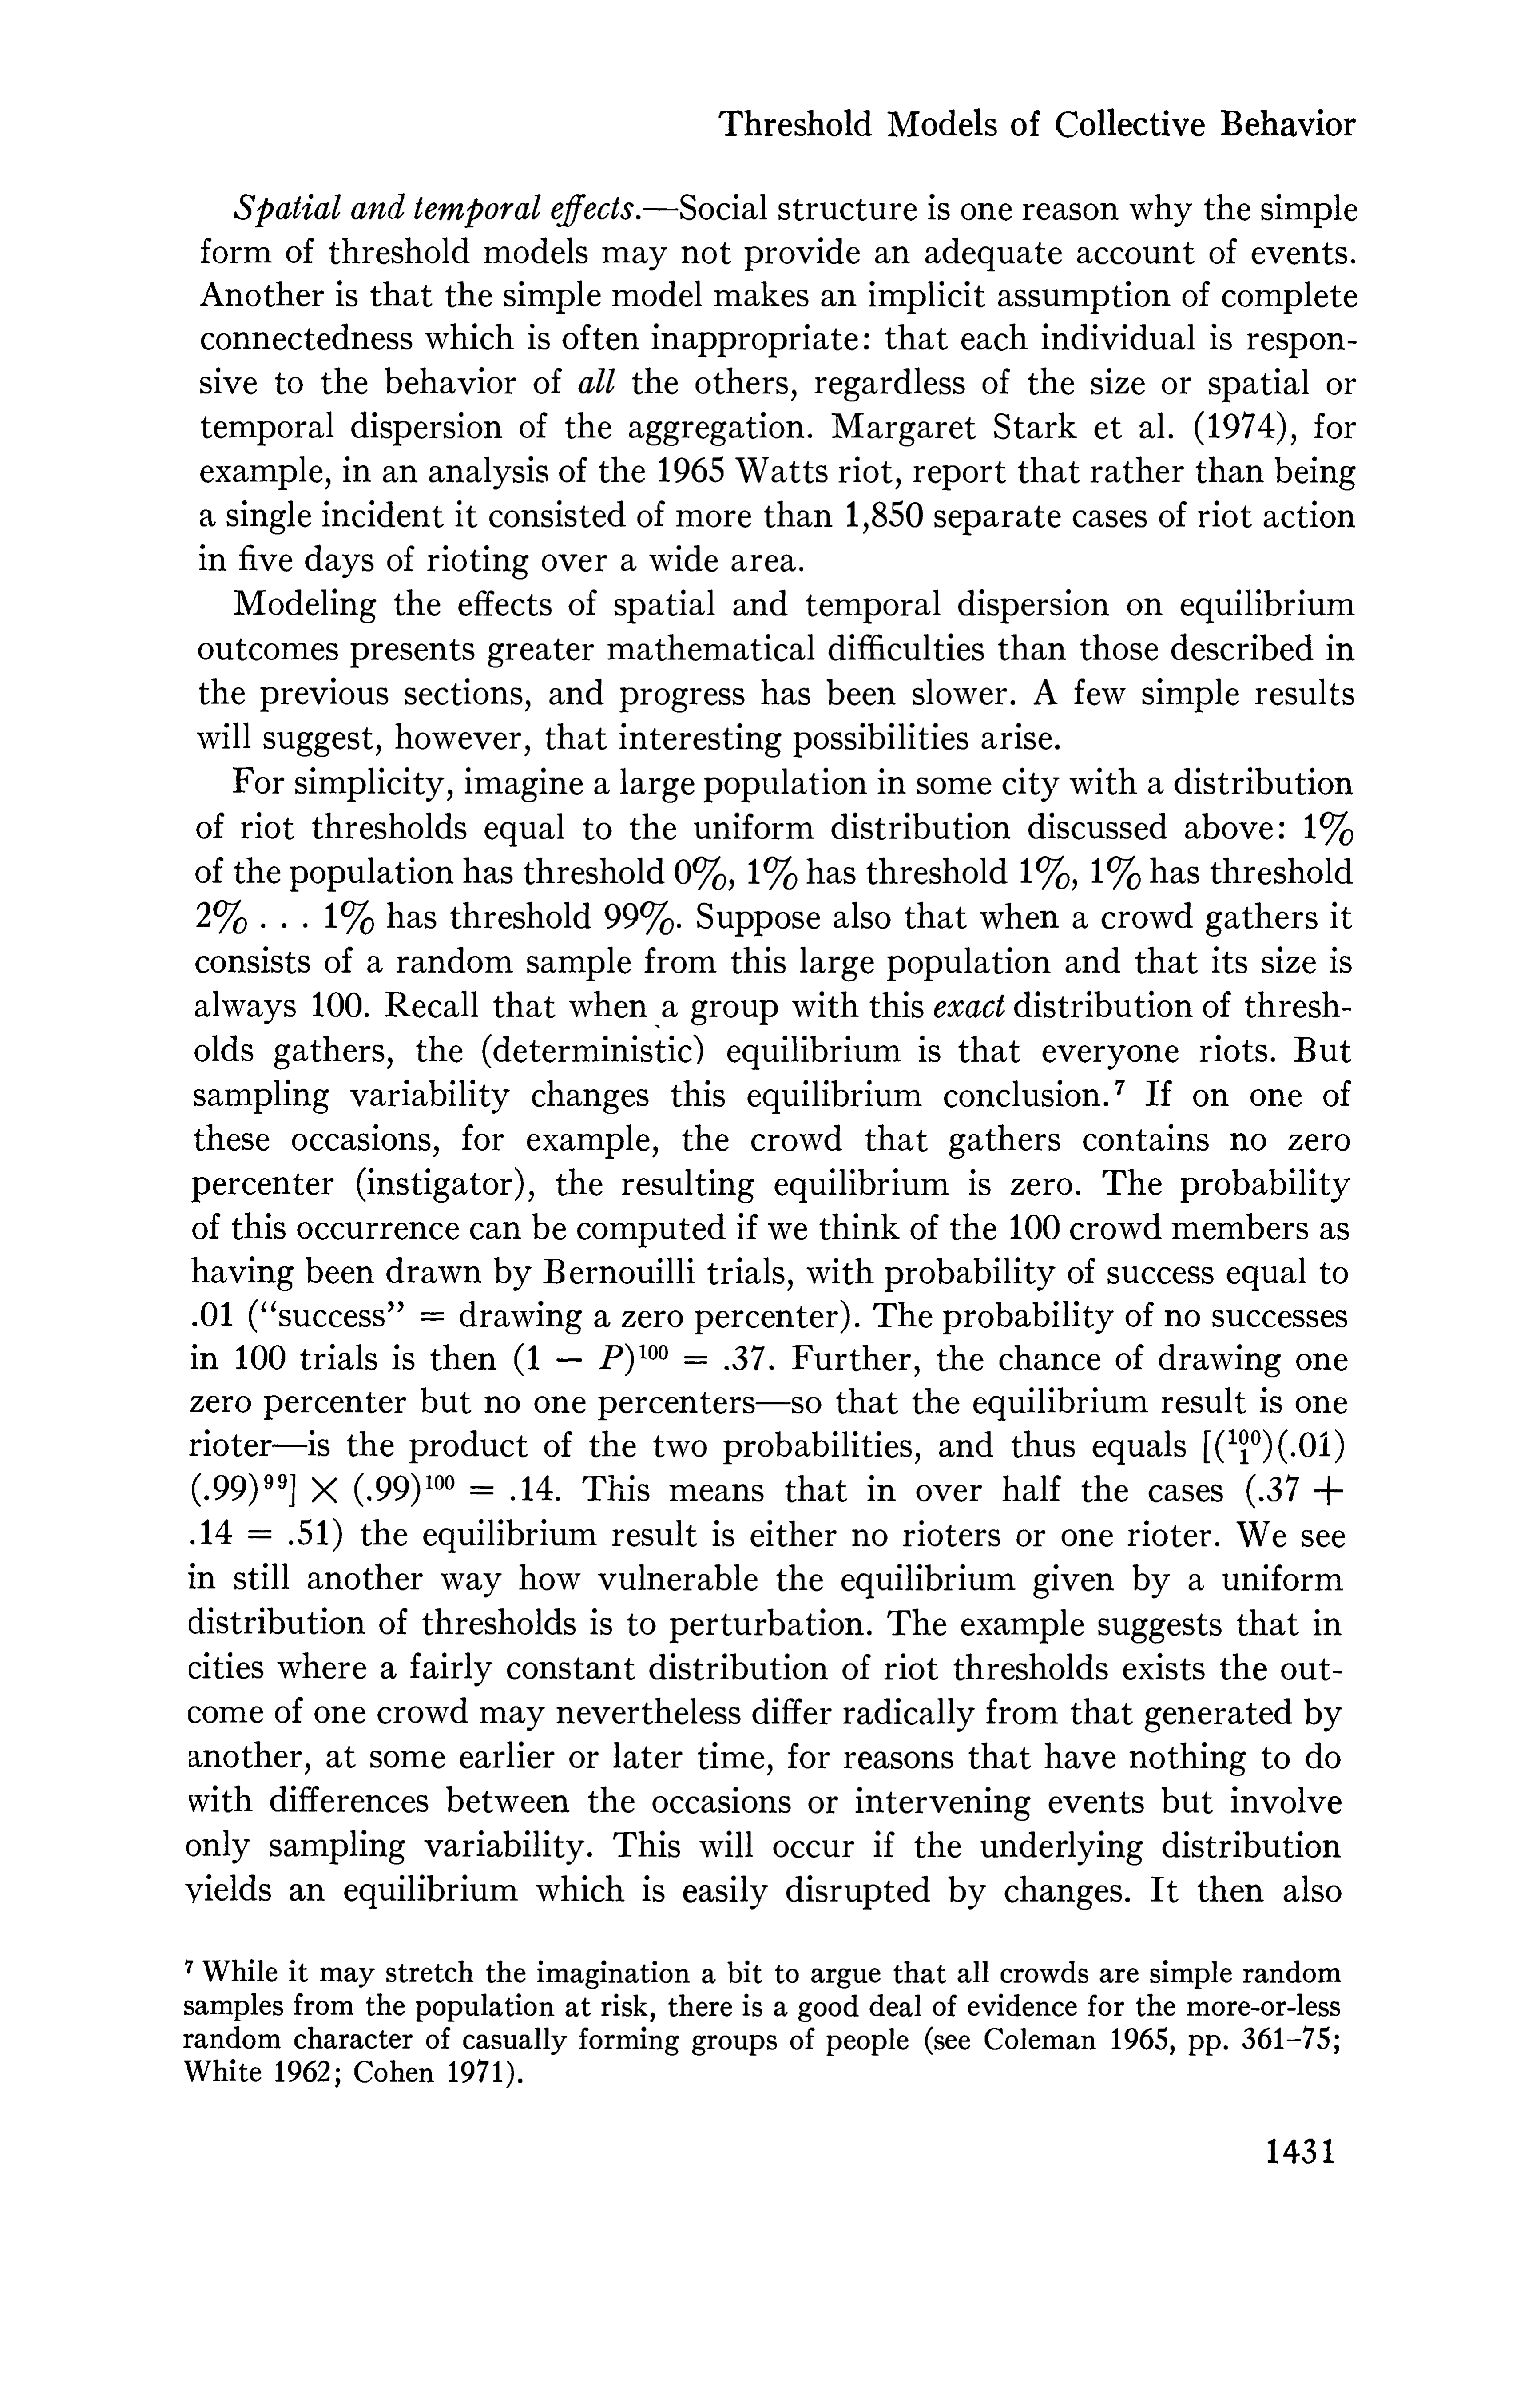 Threshold Models of Collective Behavior
Spatial and temporal effects.—Social structure is one reason why the simple
form of threshold models may not provide an adequate account of events.
Another is that the simple model makes an implicit assumption of complete
connectedness which is often inappropriate: that each individual is respon-
sive to the behavior of all the others, regardless of the size or spatial or
temporal dispersion of the aggregation. Margaret Stark et al. (1974), for
example, in an analysis of the 1965 Watts riot, report that rather than being
a single incident it consisted of more than 1,850 separate cases of riot action
in five days of rioting over a wide area.
Modeling the effects of spatial and temporal dispersion on equilibrium
outcomes presents greater mathematical difficulties than those described in
the previous sections, and progress has been slower. A few simple results
will suggest, however, that interesting possibilities arise.
For simplicity, imagine a large population in some city with a distribution
of riot thresholds equal to the uniform distribution discussed above: 1%
of the population has threshold 0%, 1% has threshold 1%, 1% has threshold
2% . . . 1% has threshold 99%. Suppose also that when a crowd gathers it
consists of a random sample from this large population and that its size is
always 100. Recall that when a group with this exact distribution of thresh-
olds gathers, the (deterministic) equilibrium is that everyone riots. But
sampling variability changes this equilibrium conclusion.⁷ If on one of
these occasions, for example, the crowd that gathers contains no zero
percenter (instigator), the resulting equilibrium is zero. The probability
of this occurrence can be computed if we think of the 100 crowd members as
having been drawn by Bernouilli trials, with probability of success equal to
.01 (“success” = drawing a zero percenter). The probability of no successes
in 100 trials is then (1 — P)¹⁰⁰ = .37. Further, the chance of drawing one
zero percenter but no one percenters—so that the equilibrium result is one
rioter—is the product of the two probabilities, and thus equals [(¹⁰⁰₁)(.01)
(.99)⁹⁹] × (.99)¹⁰⁰ = .14. This means that in over half the cases (.37 +
.14 = .51) the equilibrium result is either no rioters or one rioter. We see
in still another way how vulnerable the equilibrium given by a uniform
distribution of thresholds is to perturbation. The example suggests that in
cities where a fairly constant distribution of riot thresholds exists the out-
come of one crowd may nevertheless differ radically from that generated by
another, at some earlier or later time, for reasons that have nothing to do
with differences between the occasions or intervening events but involve
only sampling variability. This will occur if the underlying distribution
yields an equilibrium which is easily disrupted by changes. It then also
⁷ While it may stretch the imagination a bit to argue that all crowds are simple random
samples from the population at risk, there is a good deal of evidence for the more-or-less
random character of casually forming groups of people (see Coleman 1965, pp. 361–75;
White 1962; Cohen 1971).
1431